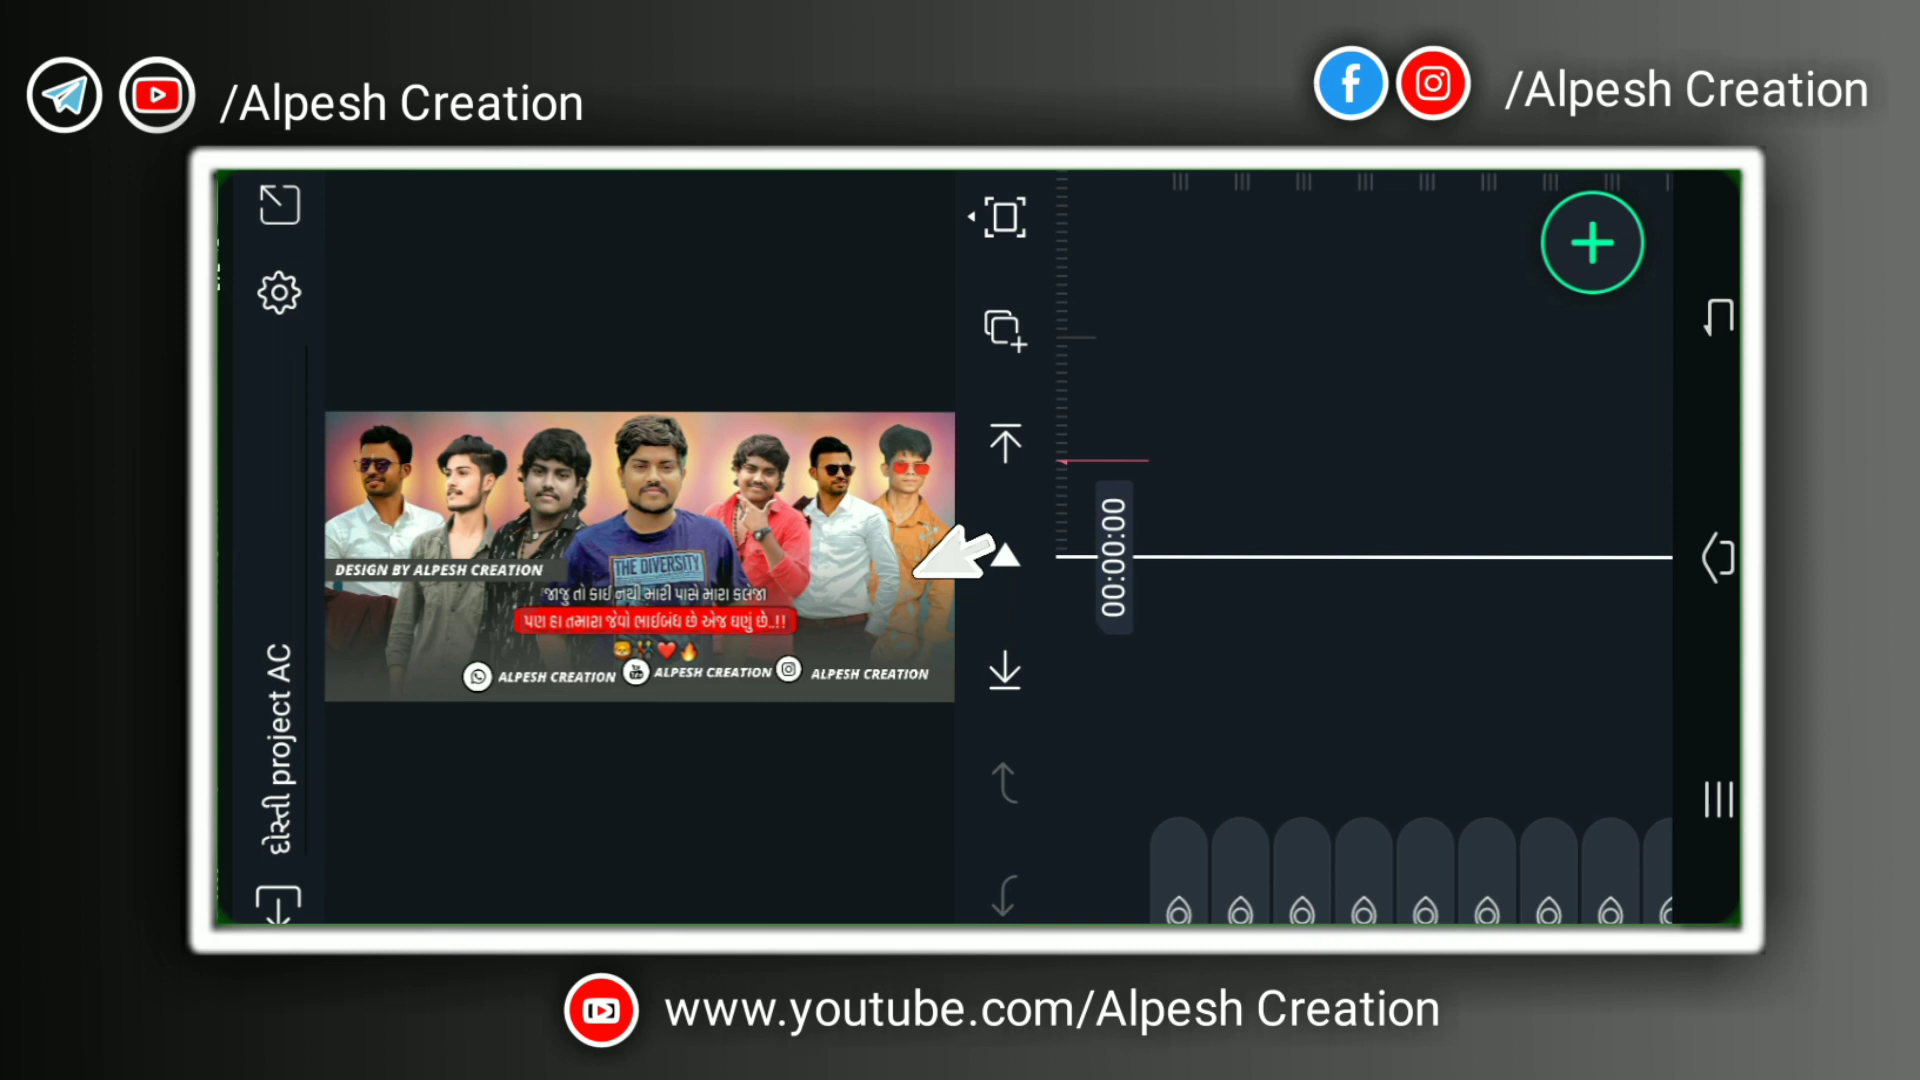 /Alpesh Creation
/Alpesh Creation
દોસ્તી project AC
00:00:00
DESIGN BY ALPESH CREATION
THE DIVERSITY
જાજુ તો કાઈ નથી મારી પાસે મારા કલેજા
પણ હા તમારા જેવો ભાઈબંધ છે એજ ઘણું છે..!!
ALPESH CREATION
ALPESH CREATION
ALPESH CREATION
www.youtube.com/Alpesh Creation